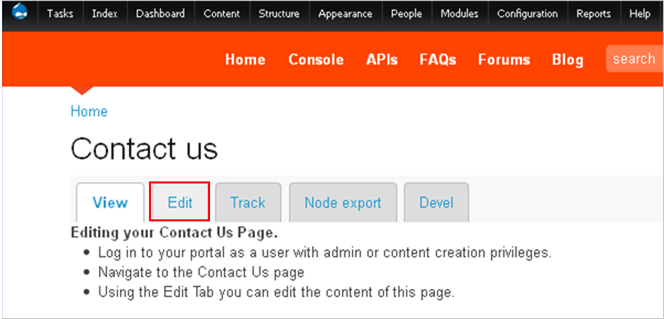 Tasks Index Dashboard Content Structure Appearance People Modules Configuration Reports Help
Home Console APIs FAQs Forums Blog search
Home
Contact us
View Edit Track Node export Devel
Editing your Contact Us Page.
• Log in to your portal as a user with admin or content creation privileges.
• Navigate to the Contact Us page
• Using the Edit Tab you can edit the content of this page.